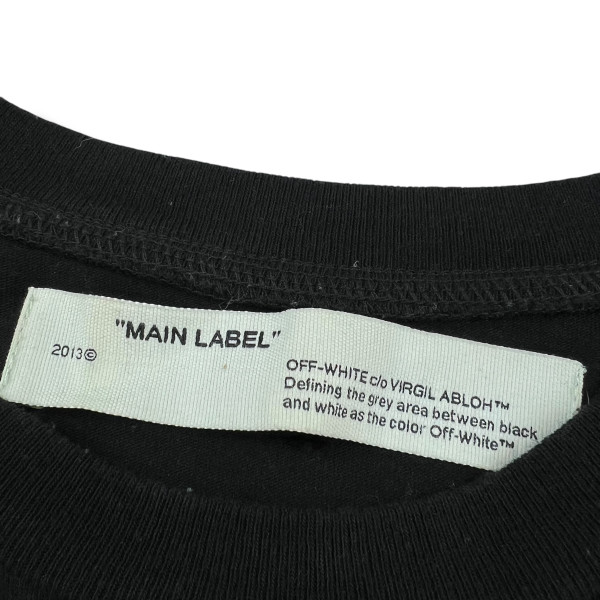 "MAIN LABEL"
2013©
OFF-WHITE c/o VIRGIL ABLOH™
Defining the grey area between black
and white as the color Off-White™